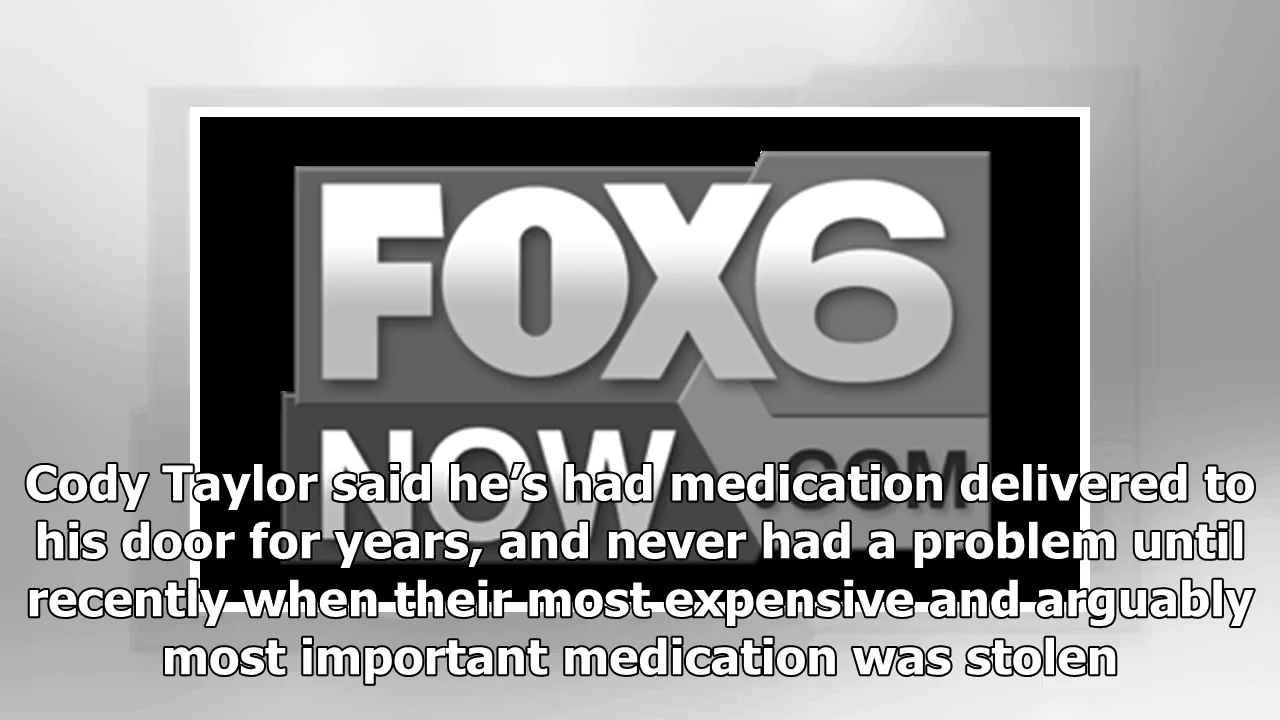 FOX6
NOW
.COM
Cody Taylor said he’s had medication delivered to
his door for years, and never had a problem until
recently when their most expensive and arguably
most important medication was stolen